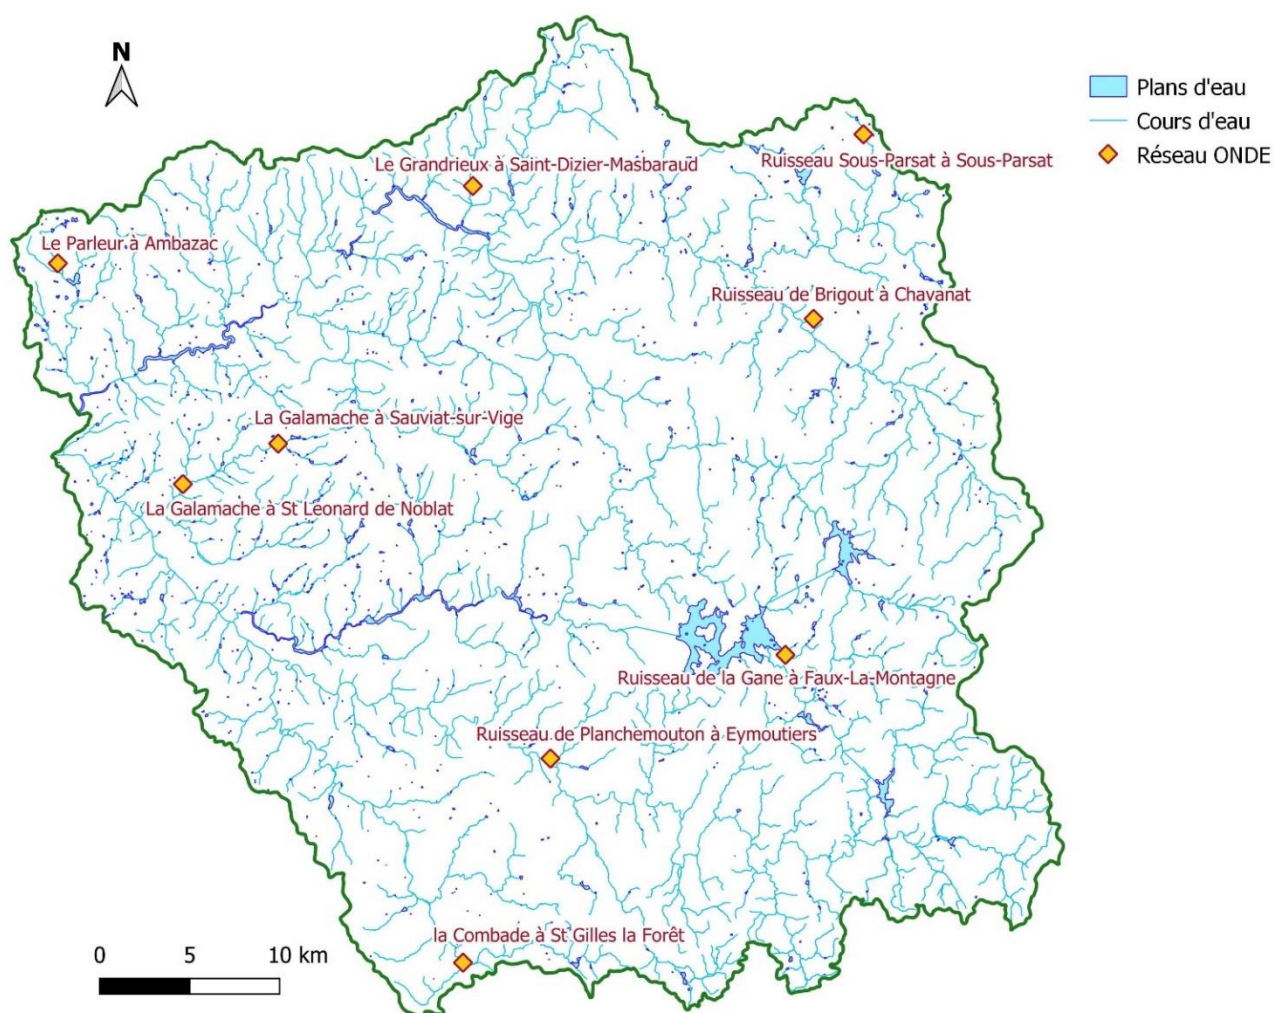 N
Plans d'eau
Cours d'eau
Réseau ONDE
Le Grandrieux à Saint-Dizier-Masbaraud
Ruisseau Sous-Parsat à Sous-Parsat
Le Parleur à Ambazac
Ruisseau de Brigout à Chavanat
La Galamache à Sauviat-sur-Vige
La Galamache à St Léonard de Noblat
Ruisseau de la Gane à Faux-La-Montagne
Ruisseau de Planchemouton à Eymoutiers
la Combade à St Gilles la Forêt
0 5 10 km